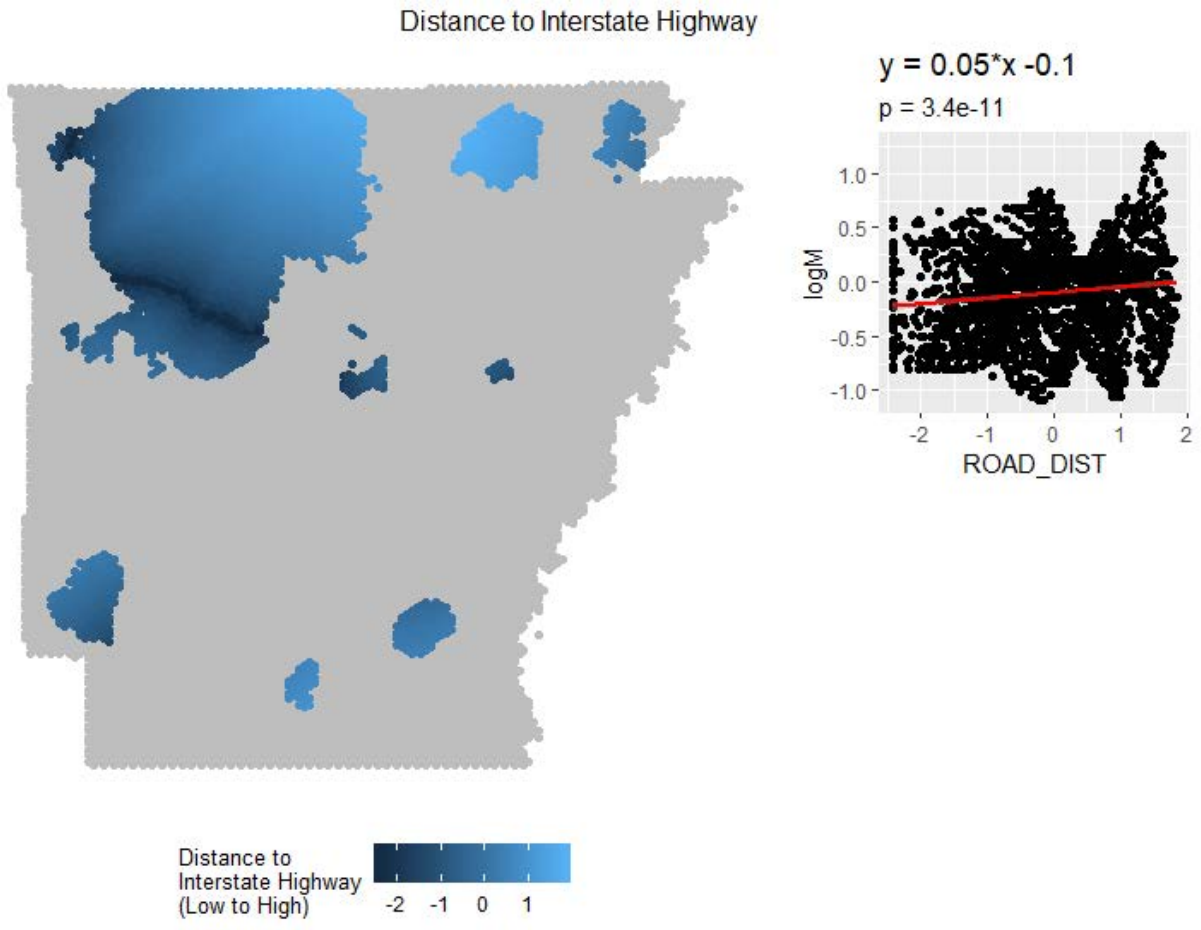 Distance to Interstate Highway
y = 0.05*x -0.1
p = 3.4e-11
1.0
0.5
0.0
-0.5
-1.0
logM
-2 -1 0 1 2
ROAD_DIST
Distance to
Interstate Highway
(Low to High)
-2 -1 0 1